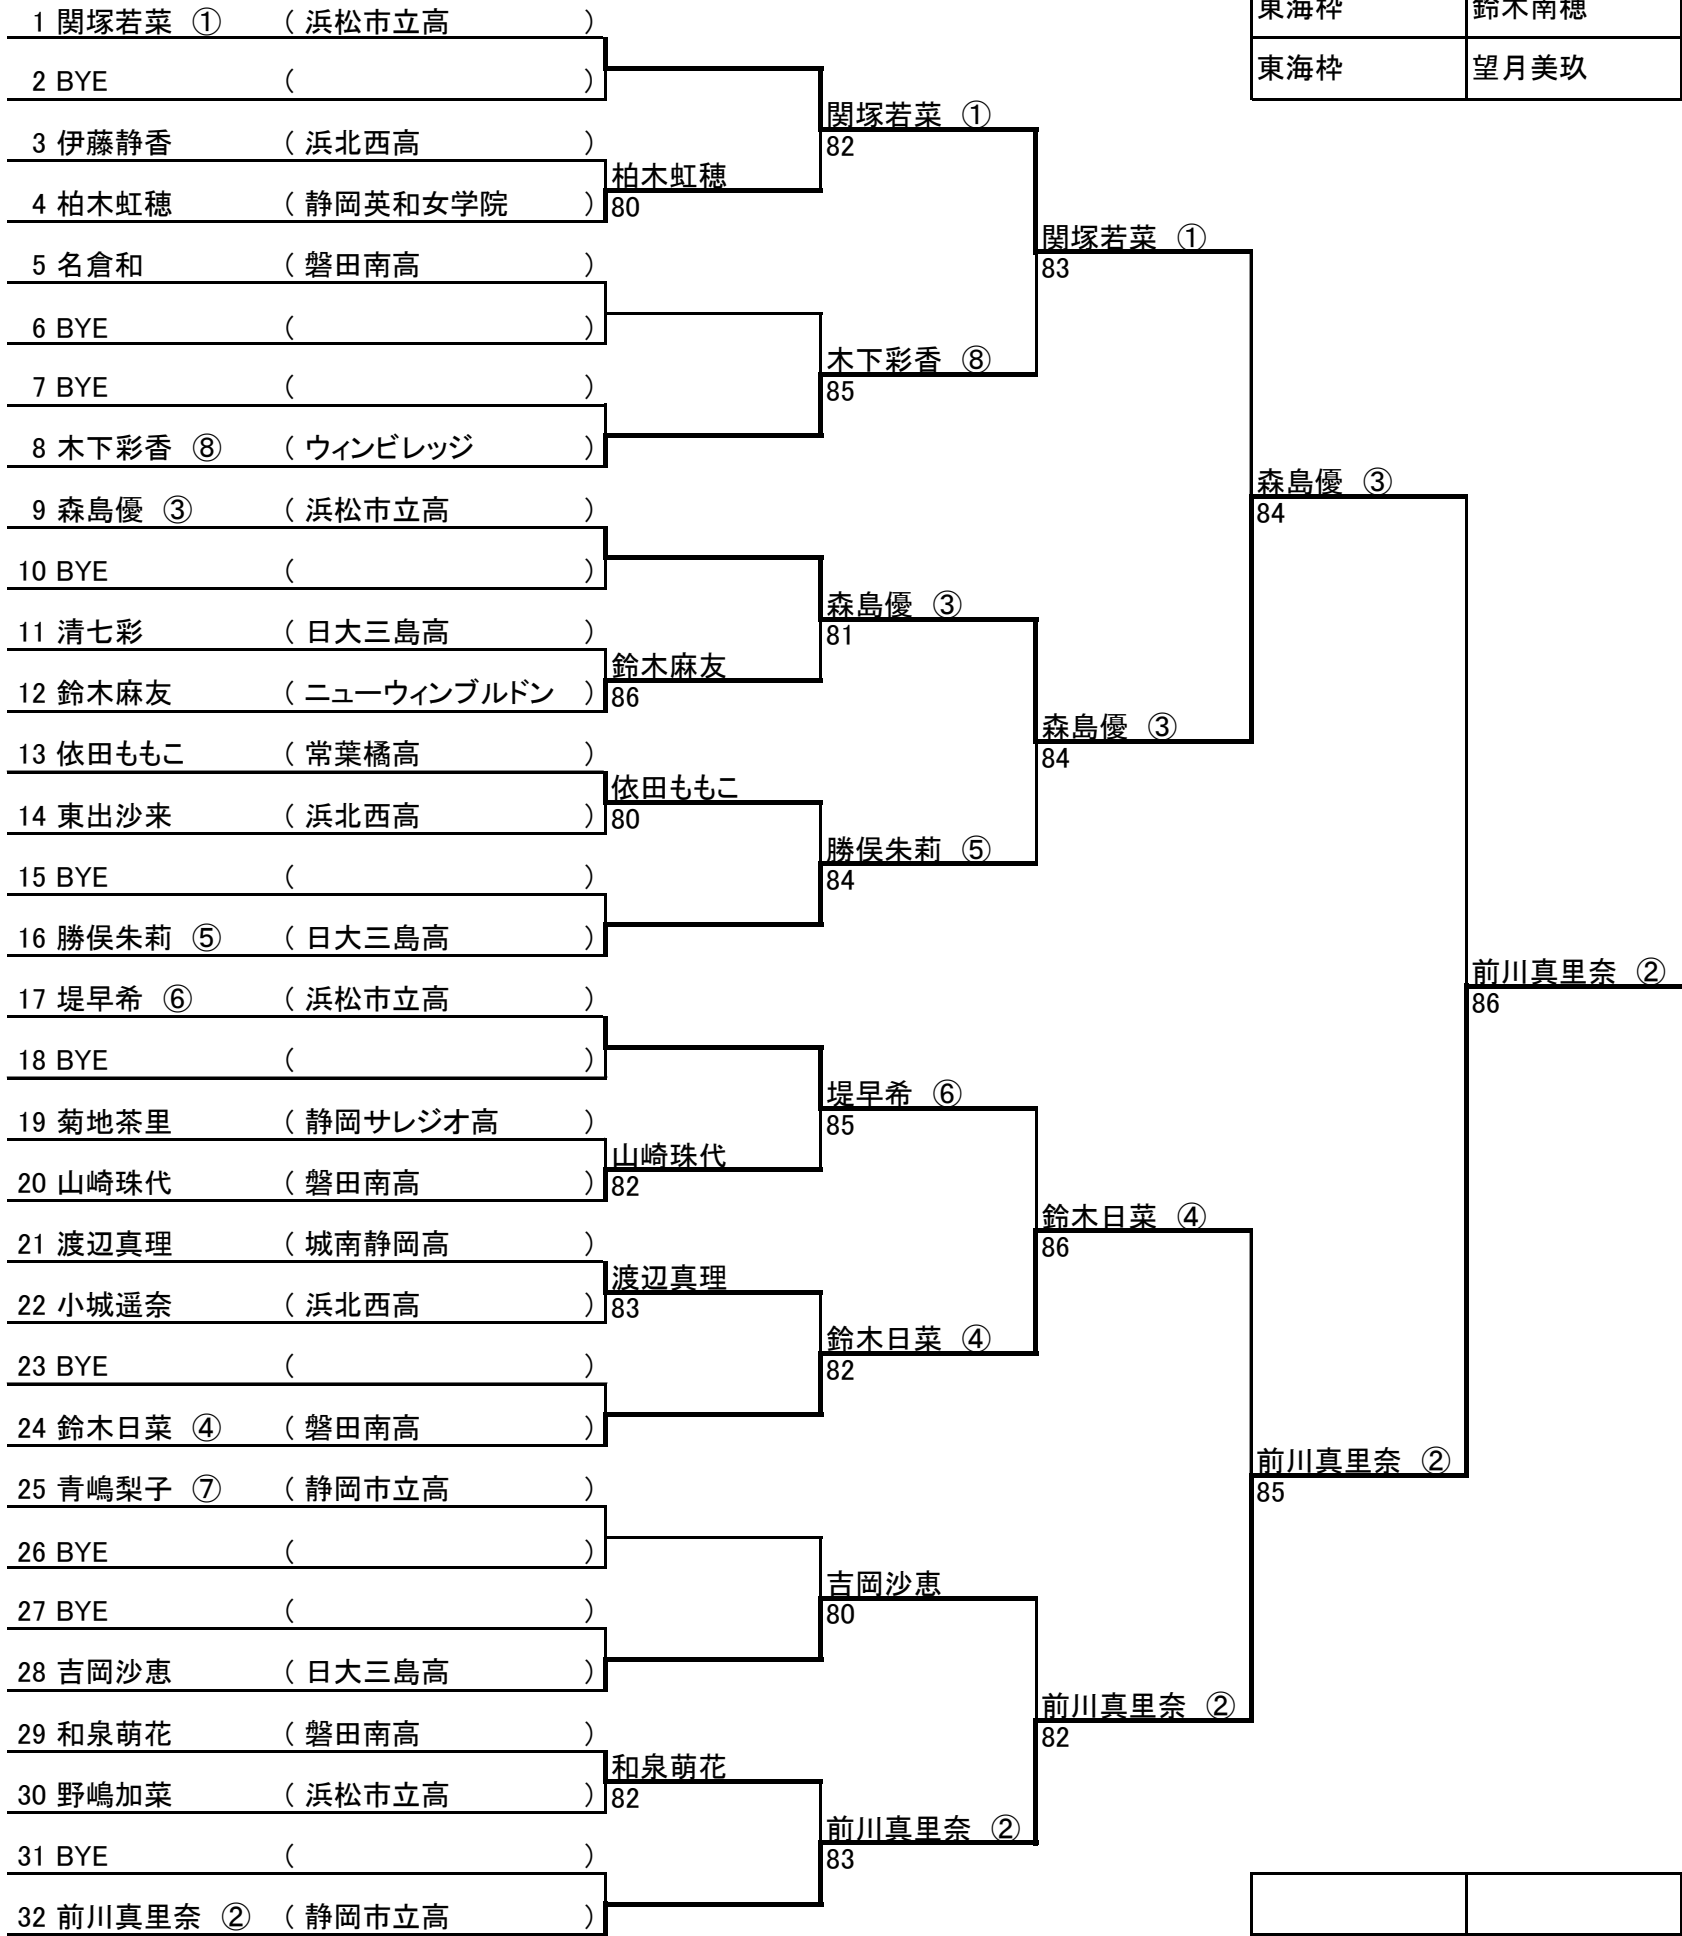 東海枠 鈴木南穂
東海枠 望月美玖
1 関塚若菜 ① ( 浜松市立高 )
2 BYE ( )
3 伊藤静香 ( 浜北西高 )
4 柏木虹穂 ( 静岡英和女学院 )
5 名倉和 ( 磐田南高 )
6 BYE ( )
7 BYE ( )
8 木下彩香 ⑧ ( ウィンビレッジ )
9 森島優 ③ ( 浜松市立高 )
10 BYE ( )
11 清七彩 ( 日大三島高 )
12 鈴木麻友 ( ニューウィンブルドン )
13 依田ももこ ( 常葉橘高 )
14 東出沙来 ( 浜北西高 )
15 BYE ( )
16 勝俣朱莉 ⑤ ( 日大三島高 )
17 堤早希 ⑥ ( 浜松市立高 )
18 BYE ( )
19 菊地茶里 ( 静岡サレジオ高 )
20 山崎珠代 ( 磐田南高 )
21 渡辺真理 ( 城南静岡高 )
22 小城遥奈 ( 浜北西高 )
23 BYE ( )
24 鈴木日菜 ④ ( 磐田南高 )
25 青嶋梨子 ⑦ ( 静岡市立高 )
26 BYE ( )
27 BYE ( )
28 吉岡沙恵 ( 日大三島高 )
29 和泉萌花 ( 磐田南高 )
30 野嶋加菜 ( 浜松市立高 )
31 BYE ( )
32 前川真里奈 ② ( 静岡市立高 )
柏木虹穂
80
鈴木麻友
86
依田ももこ
80
山崎珠代
82
渡辺真理
83
和泉萌花
82
関塚若菜 ①
82
木下彩香 ⑧
85
森島優 ③
81
勝俣朱莉 ⑤
84
堤早希 ⑥
85
鈴木日菜 ④
82
吉岡沙恵
80
前川真里奈 ②
83
関塚若菜 ①
83
森島優 ③
84
鈴木日菜 ④
86
前川真里奈 ②
82
森島優 ③
84
前川真里奈 ②
85
前川真里奈 ②
86